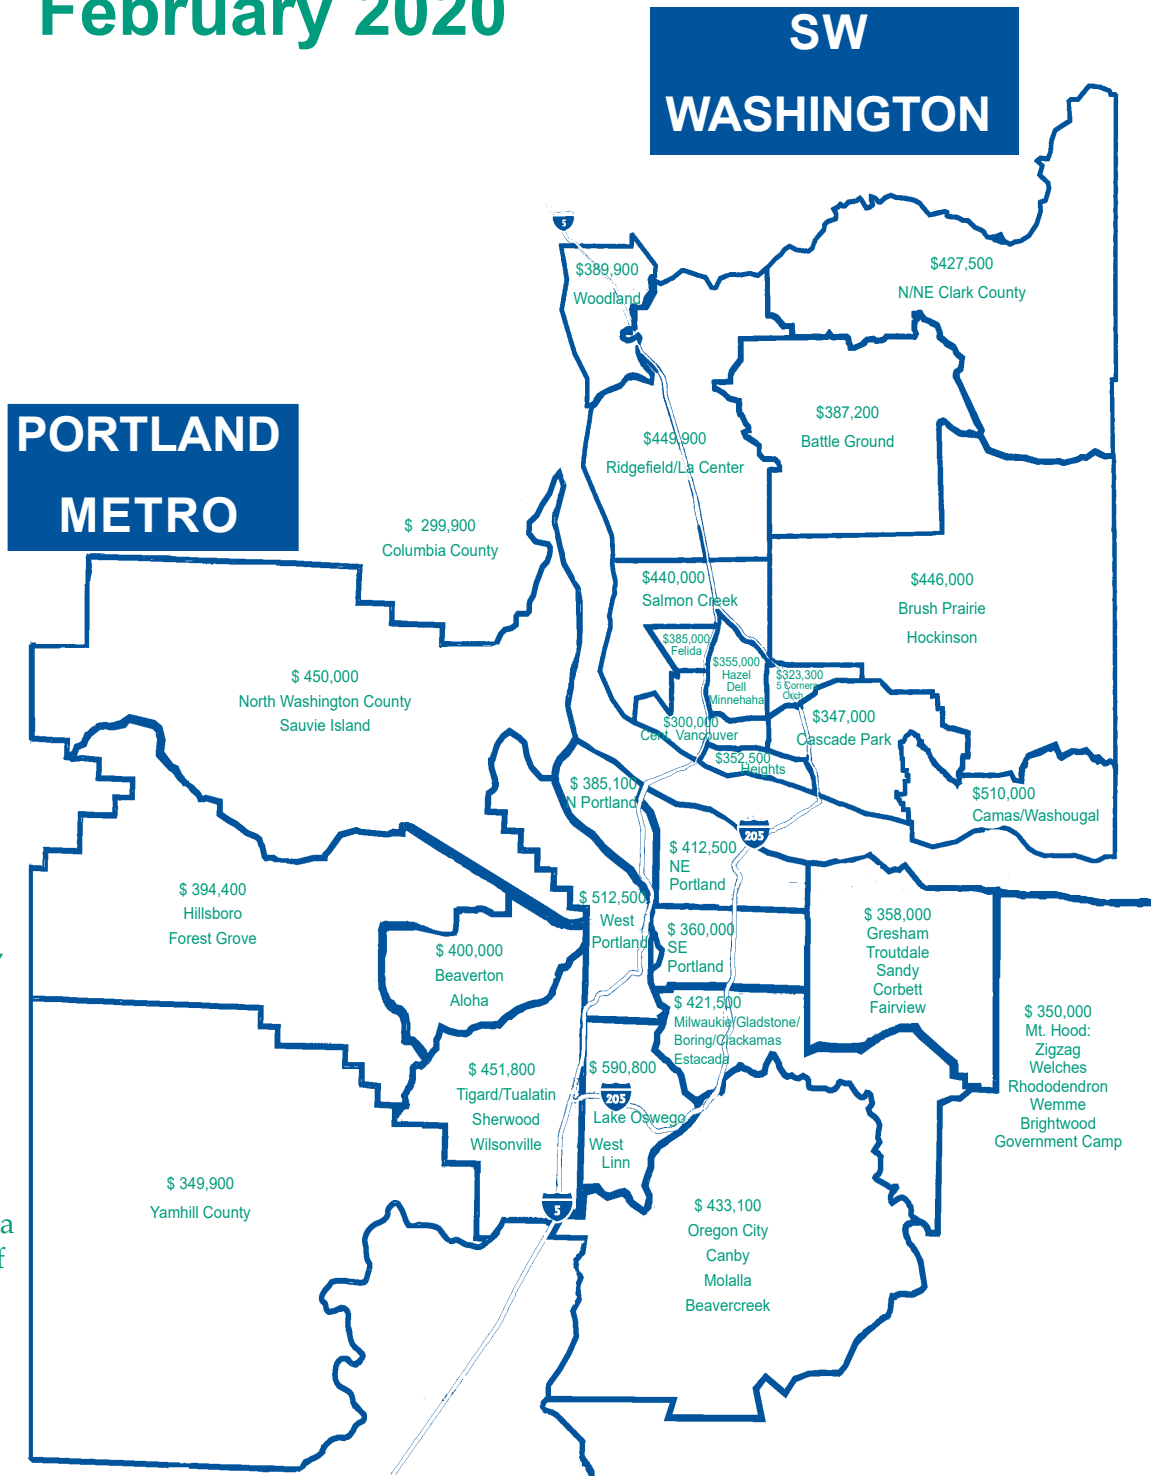 February 2020
SW
WASHINGTON
5
$389,900
Woodland
$427,500
N/NE Clark County
$387,200
Battle Ground
PORTLAND
METRO
$449,900
Ridgefield/La Center
$ 299,900
Columbia County
$440,000
Salmon Creek
$446,000
Brush Prairie
Hockinson
$385,000
Felida
$355,000
Hazel
Dell
Minnehaha
$323,300
5 Corners
Orch
$ 450,000
North Washington County
Sauvie Island
$300,000
Cent. Vancouver
$347,000
Cascade Park
$352,500
Heights
$ 385,100
N Portland
$510,000
Camas/Washougal
205
$ 412,500
NE
Portland
$ 394,400
Hillsboro
Forest Grove
$ 512,500
West
Portland
$ 400,000
Beaverton
Aloha
$ 360,000
SE
Portland
$ 358,000
Gresham
Troutdale
Sandy
Corbett
Fairview
$ 421,500
Milwaukie/Gladstone/
Boring/Clackamas
Estacada
$ 350,000
Mt. Hood:
Zigzag
Welches
Rhododendron
Wemme
Brightwood
Government Camp
$ 451,800
Tigard/Tualatin
Sherwood
Wilsonville
$ 590,800
205
Lake Oswego
West
Linn
$ 349,900
Yamhill County
5
$ 433,100
Oregon City
Canby
Molalla
Beavercreek
a
f